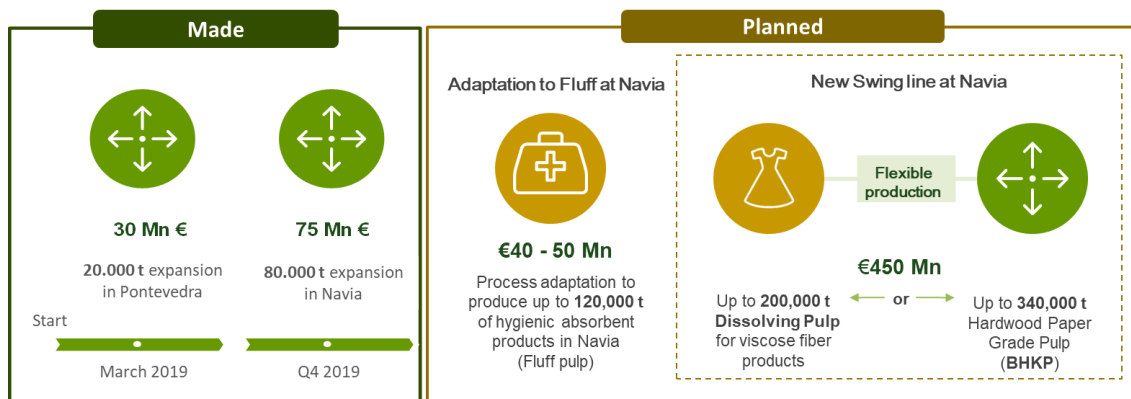 Made
30 Mn €
20.000 t expansion
in Pontevedra
75 Mn €
80.000 t expansion
in Navia
Start
March 2019
Q4 2019
Planned
Adaptation to Fluff at Navia
€40 - 50 Mn
Process adaptation to
produce up to 120,000 t
of hygienic absorbent
products in Navia
(Fluff pulp)
New Swing line at Navia
Flexible
production
€450 Mn
or
Up to 200,000 t
Dissolving Pulp
for viscose fiber
products
Up to 340,000 t
Hardwood Paper
Grade Pulp
(BHKP)